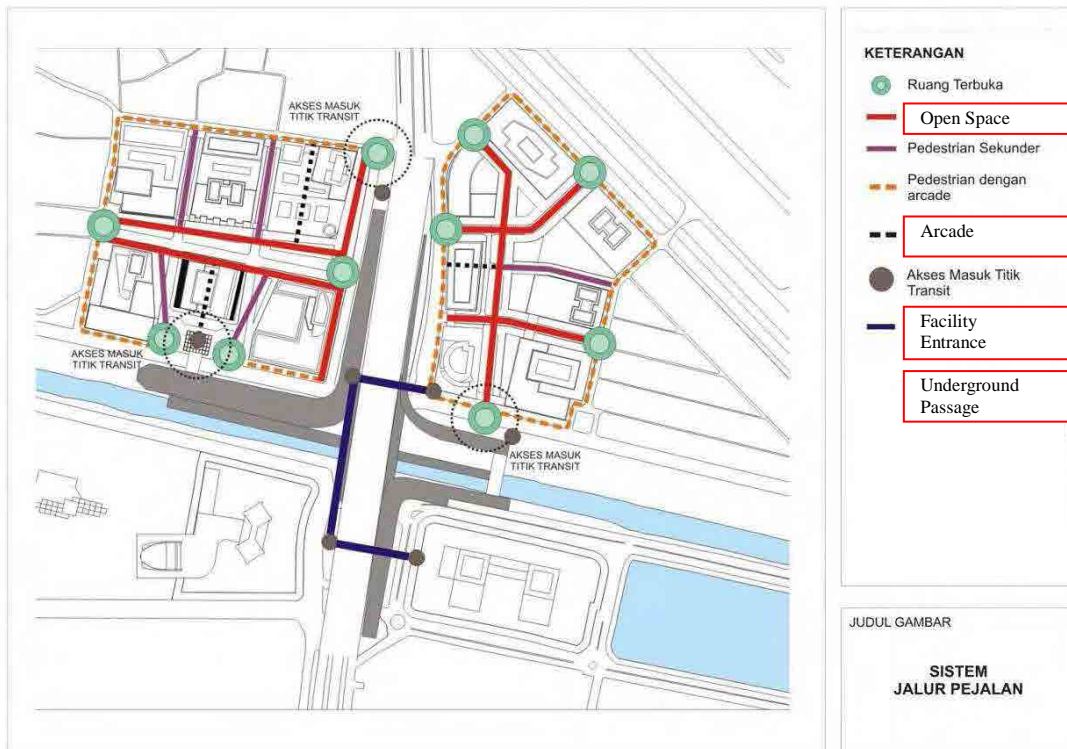 AKSES MASUK
TITIK TRANSIT
AKSES MASUK
TITIK TRANSIT
AKSES MASUK
TITIK TRANSIT
KETERANGAN
Ruang Terbuka
Open Space
Pedestrian Sekunder
Pedestrian dengan
arcade
Arcade
Akses Masuk Titik
Transit
Facility
Entrance
Underground
Passage
JUDUL GAMBAR
SISTEM
JALUR PEJALAN